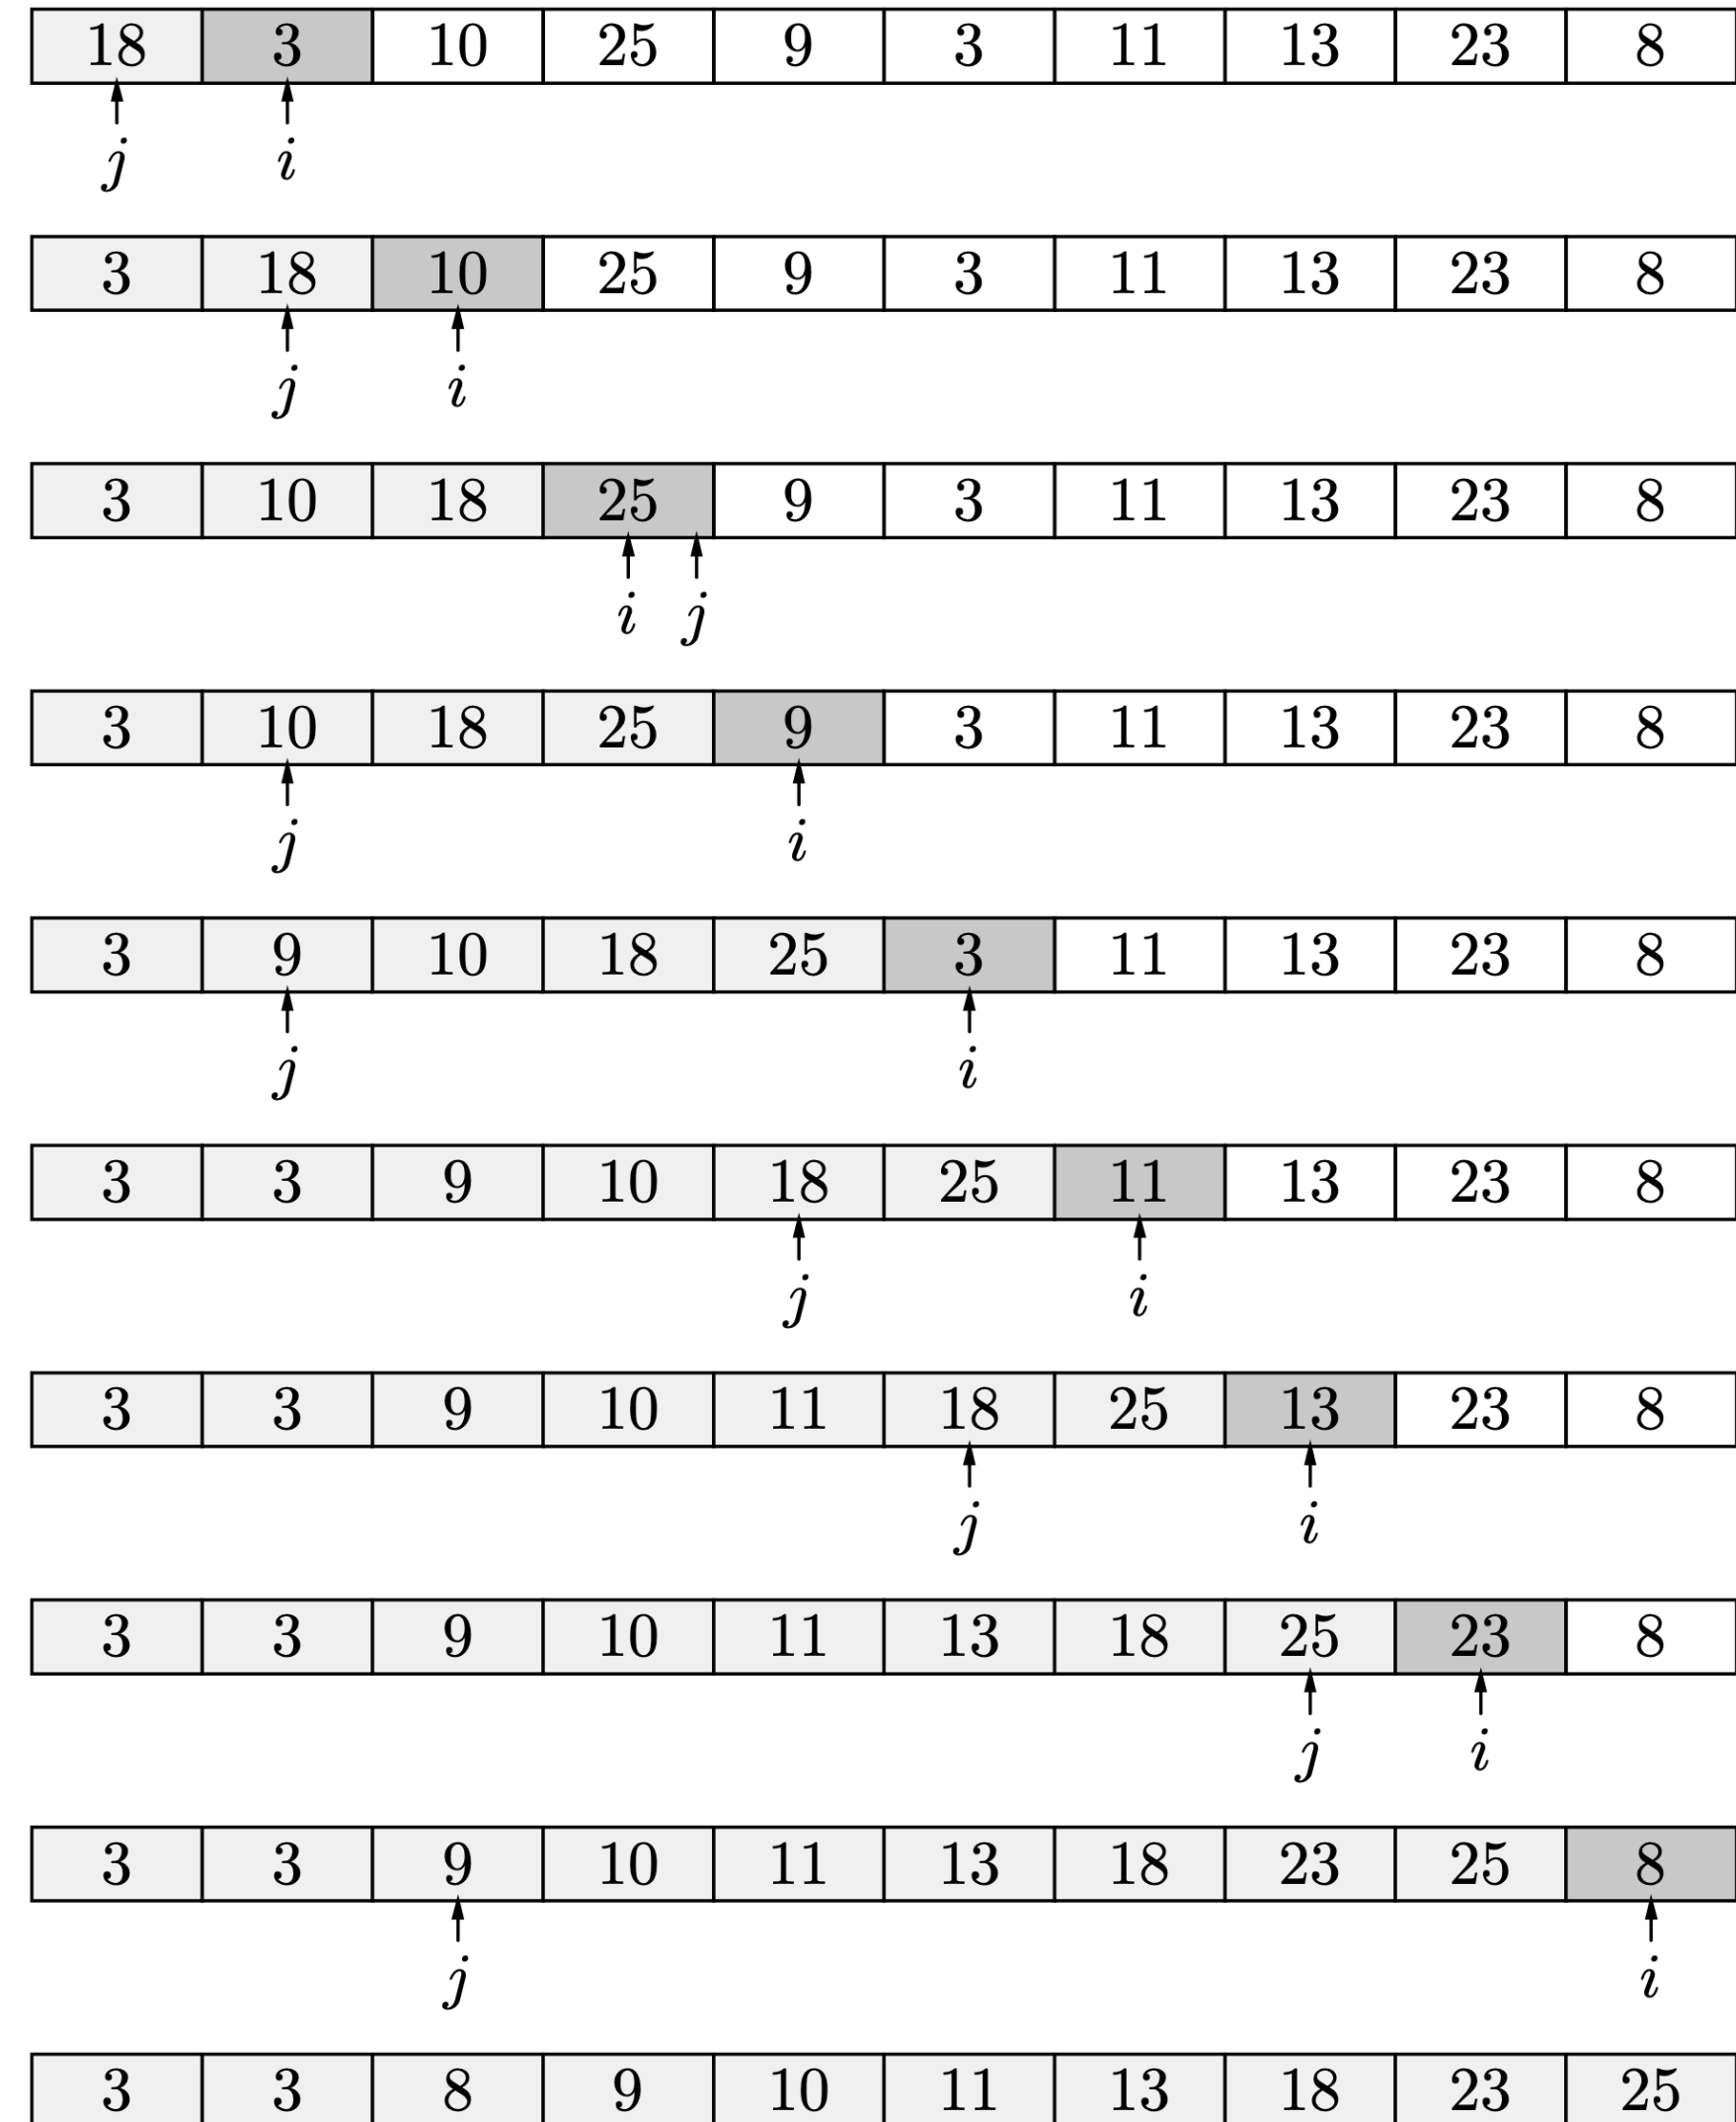 18 3 10 25 9 3 11 13 23 8
j i
3 18 10 25 9 3 11 13 23 8
j i
3 10 18 25 9 3 11 13 23 8
i j
3 10 18 25 9 3 11 13 23 8
j i
3 9 10 18 25 3 11 13 23 8
j i
3 3 9 10 18 25 11 13 23 8
j i
3 3 9 10 11 18 25 13 23 8
j i
3 3 9 10 11 13 18 25 23 8
j i
3 3 9 10 11 13 18 23 25 8
j i
3 3 8 9 10 11 13 18 23 25